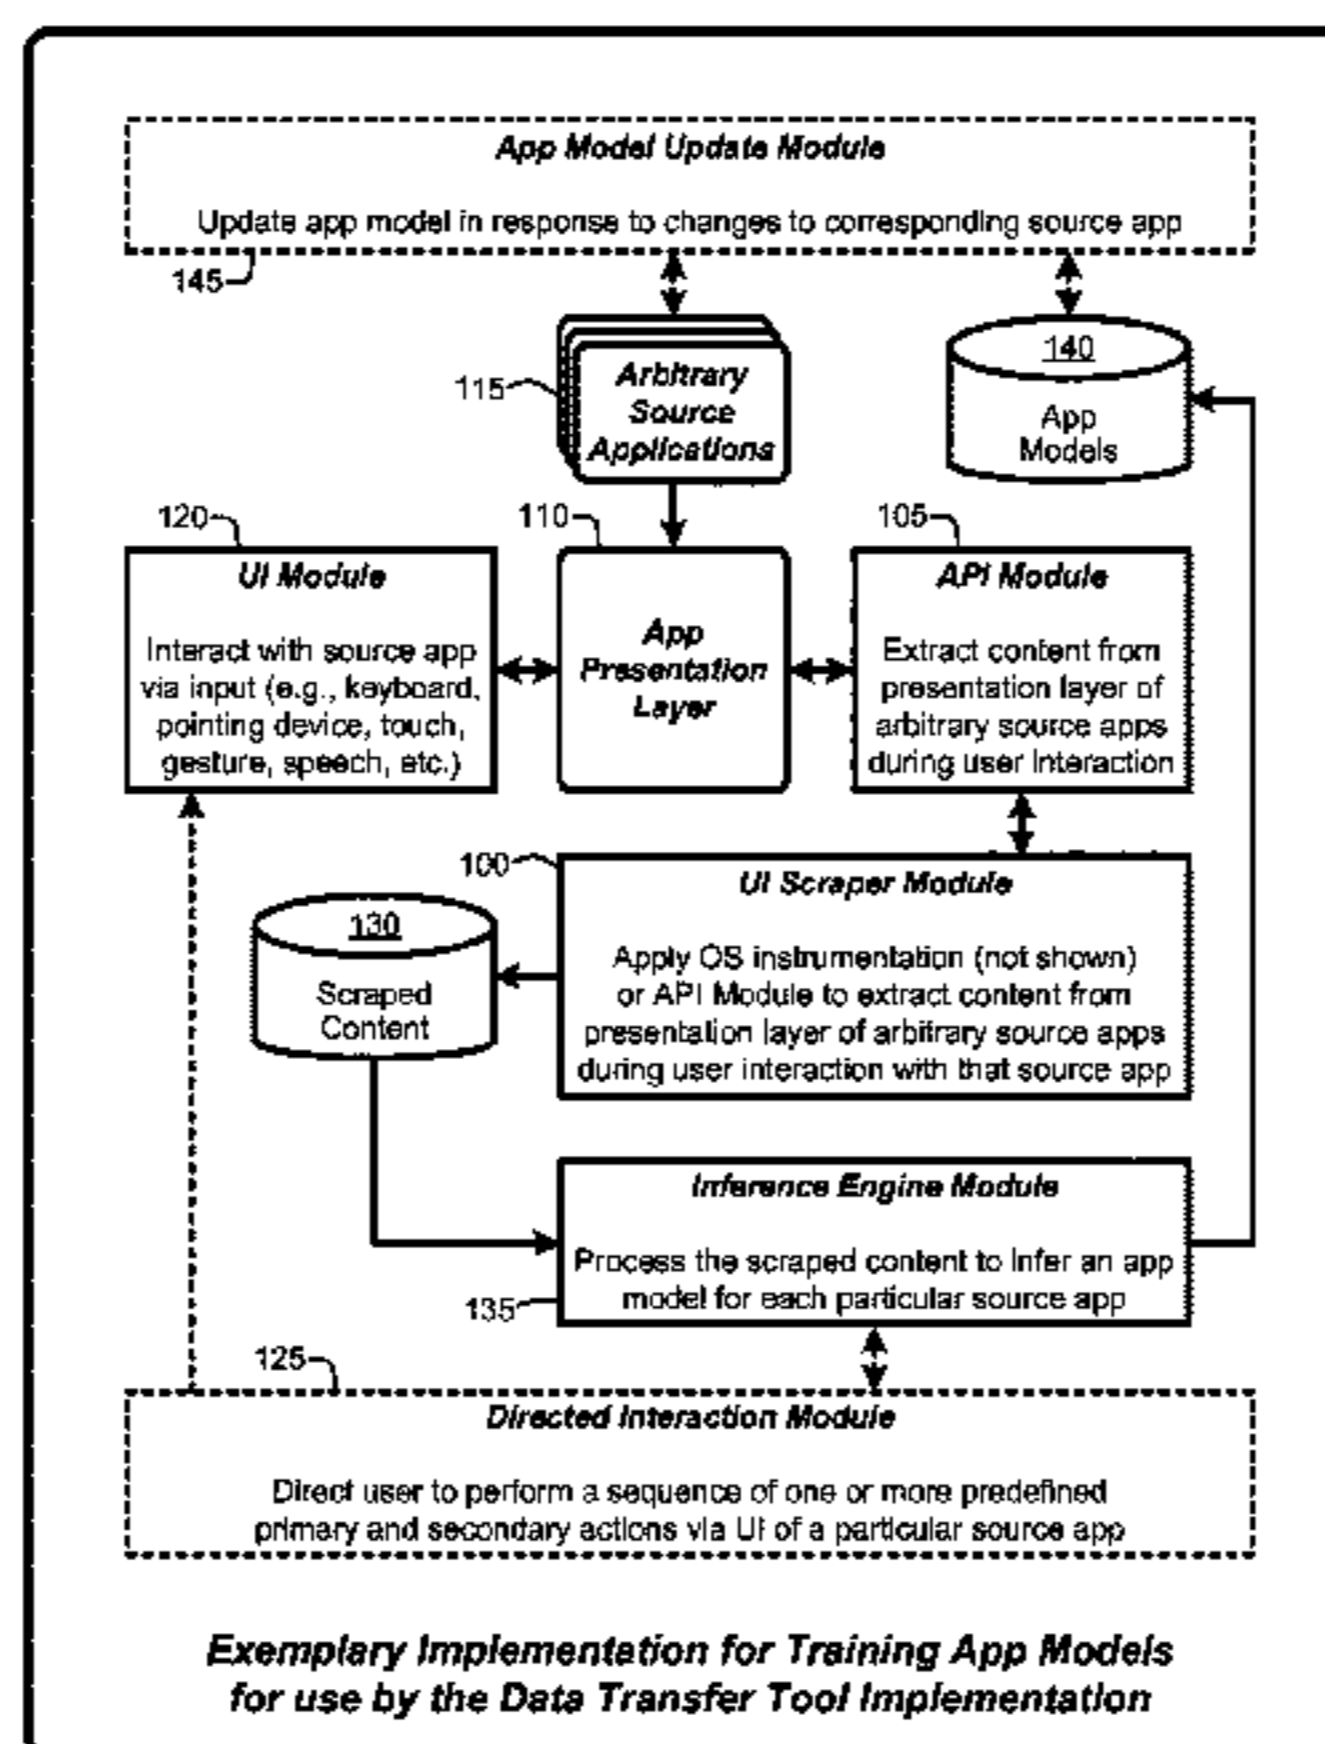 App Model Update Module
Update app model in response to changes to corresponding source app
145
115
Arbitrary
Source
Applications
140
App
Models
120
UI Module
Interact with source app
via input (e.g., keyboard,
pointing device, touch,
gesture, speech, etc.)
110
App
Presentation
Layer
105
API Module
Extract content from
presentation layer of
arbitrary source apps
during user interaction
100
UI Scraper Module
Apply OS instrumentation (not shown)
or API Module to extract content from
presentation layer of arbitrary source apps
during user interaction with that source app
130
Scraped
Content
Inference Engine Module
Process the scraped content to infer an app
model for each particular source app
135
125
Directed Interaction Module
Direct user to perform a sequence of one or more predefined
primary and secondary actions via UI of a particular source app
Exemplary Implementation for Training App Models
for use by the Data Transfer Tool Implementation